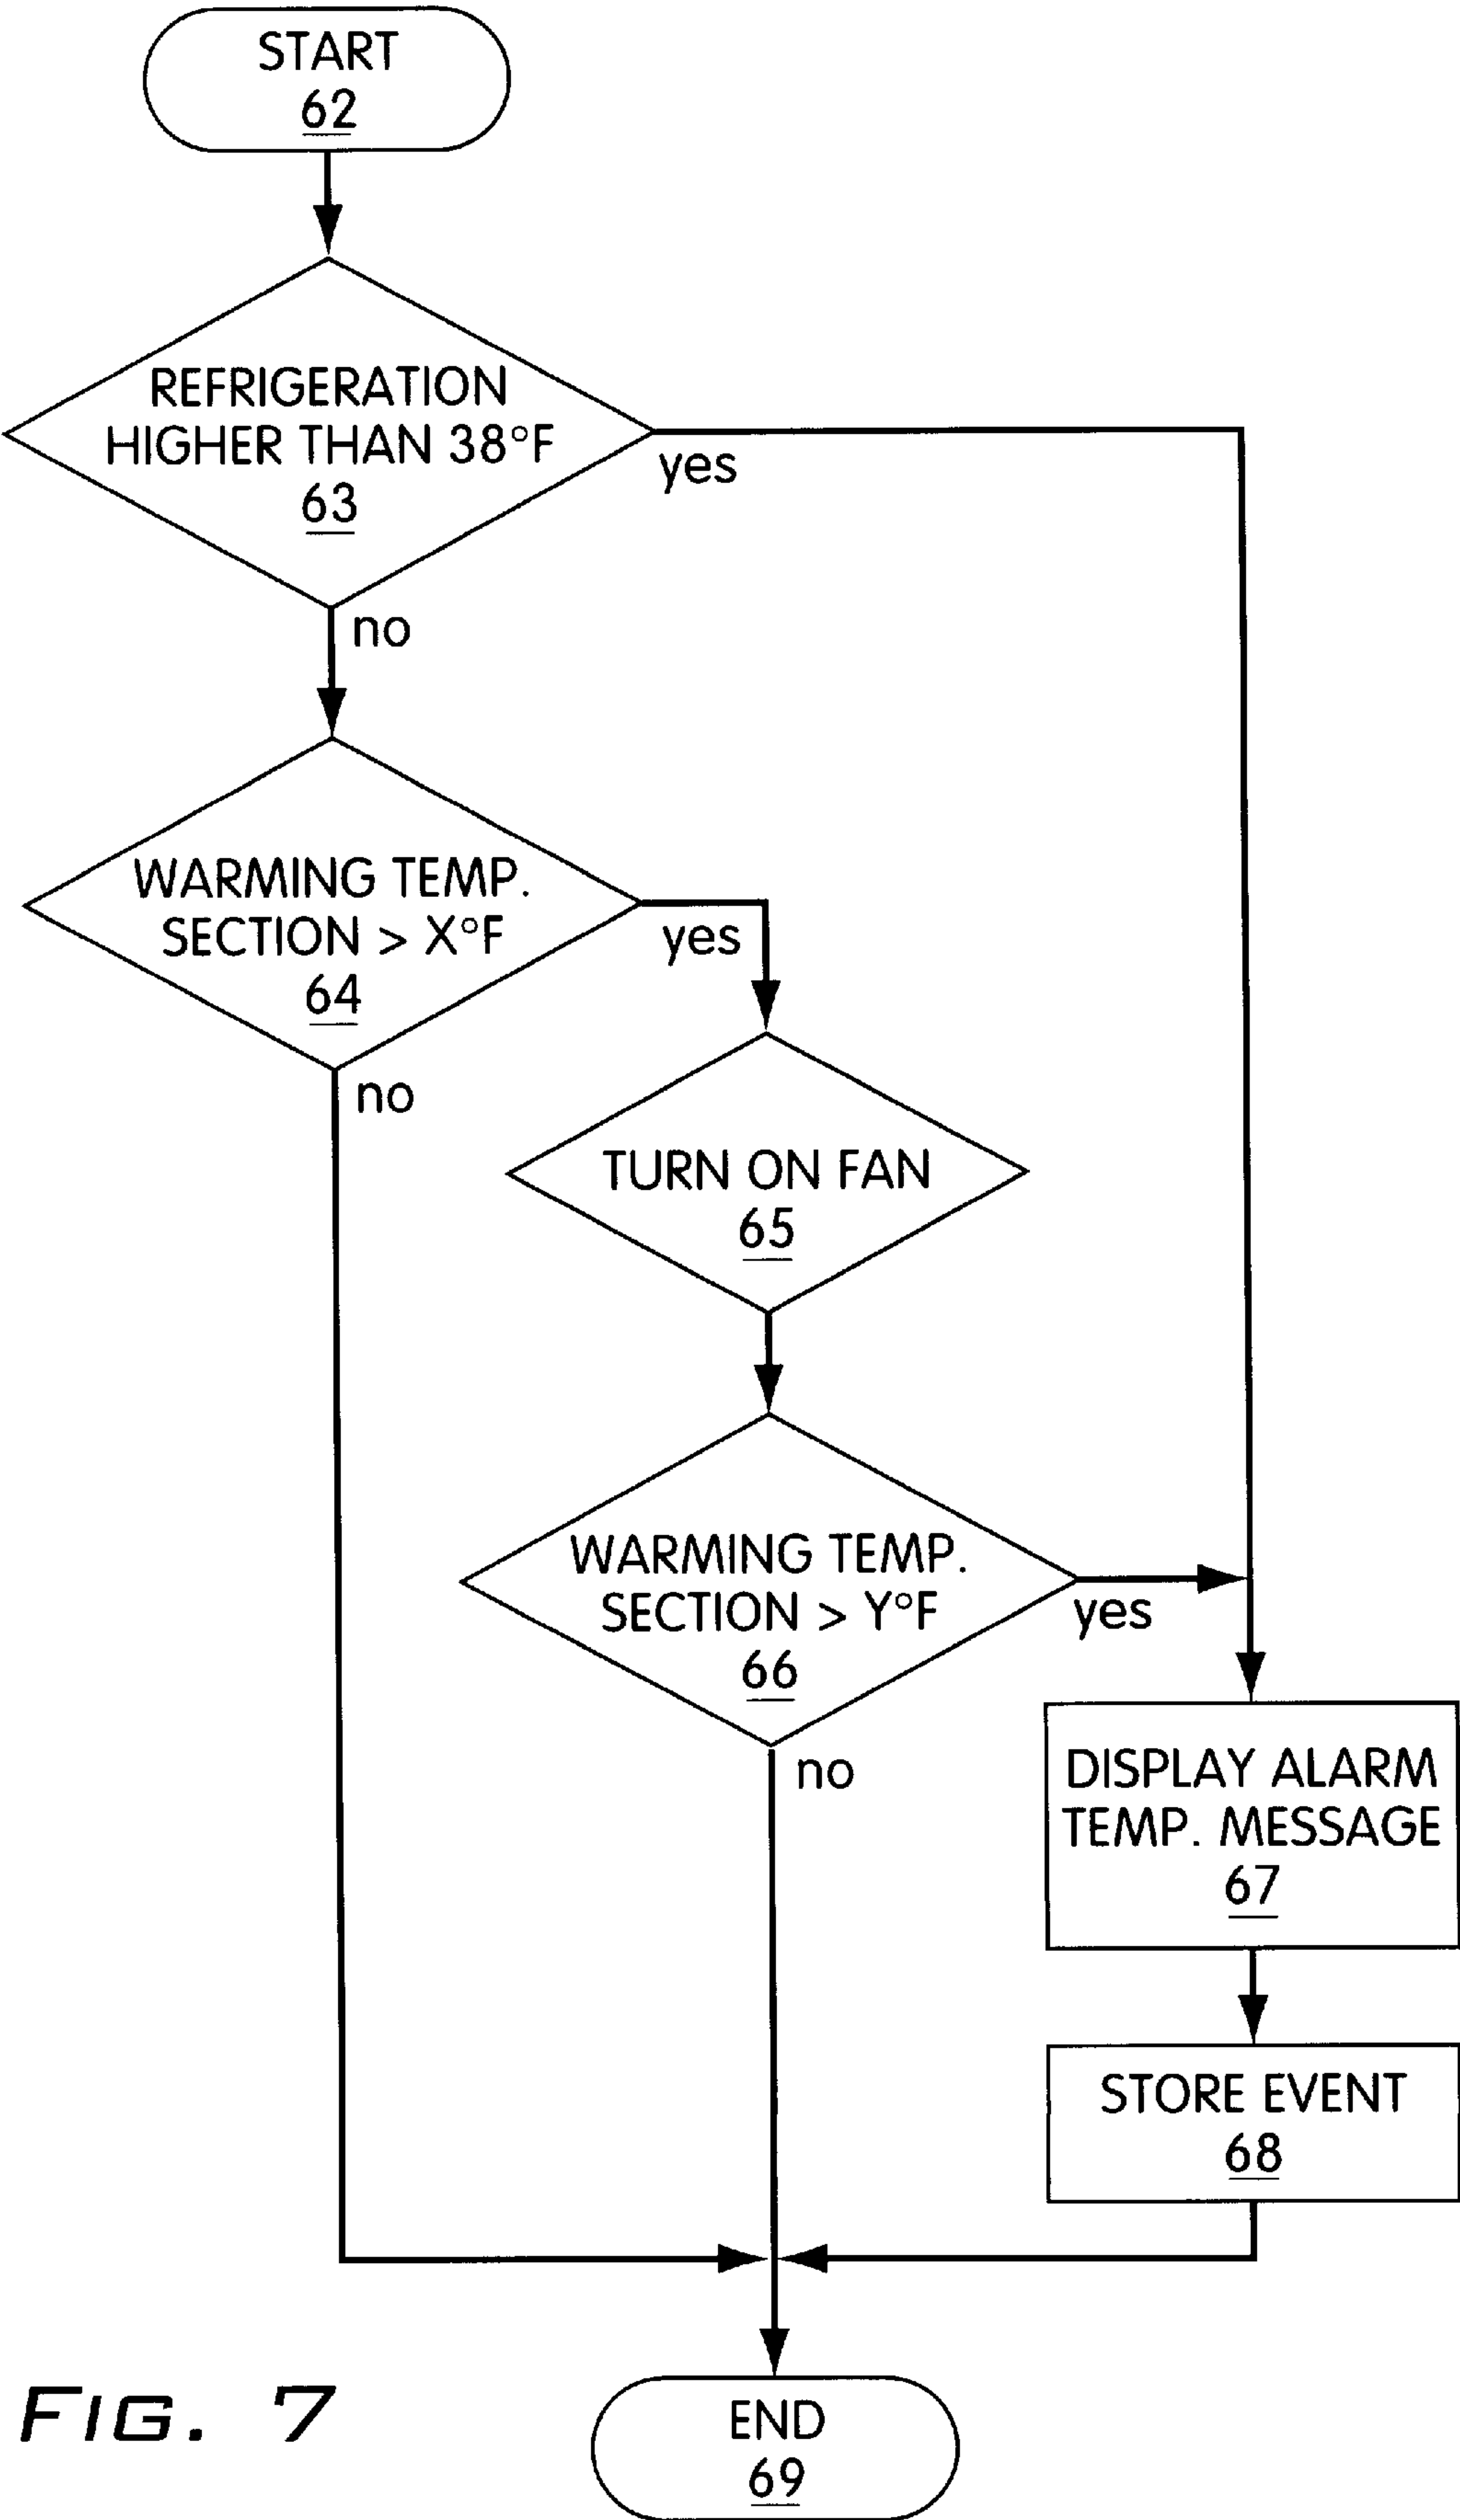 START
62
REFRIGERATION
HIGHER THAN 38°F
63
yes
no
WARMING TEMP.
SECTION > X°F
64
yes
no
TURN ON FAN
65
WARMING TEMP.
SECTION > Y°F
66
yes
no
DISPLAY ALARM
TEMP. MESSAGE
67
STORE EVENT
68
END
69
FIG. 7